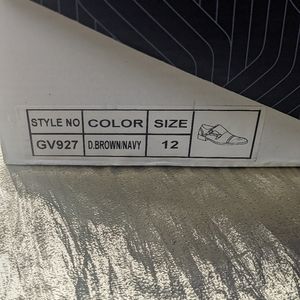 STYLE NO COLOR SIZE
GV927 D.BROWN/NAVY 12